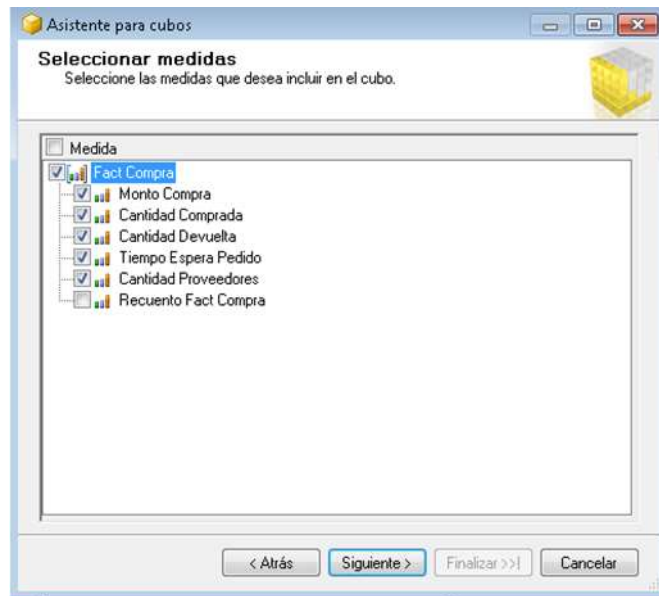 Asistente para cubos
Seleccionar medidas
Seleccione las medidas que desea incluir en el cubo.
Medida
Fact Compra
Monto Compra
Cantidad Comprada
Cantidad Devuelta
Tiempo Espera Pedido
Cantidad Proveedores
Recuento Fact Compra
< Atrás Siguiente > Finalizar >>| Cancelar